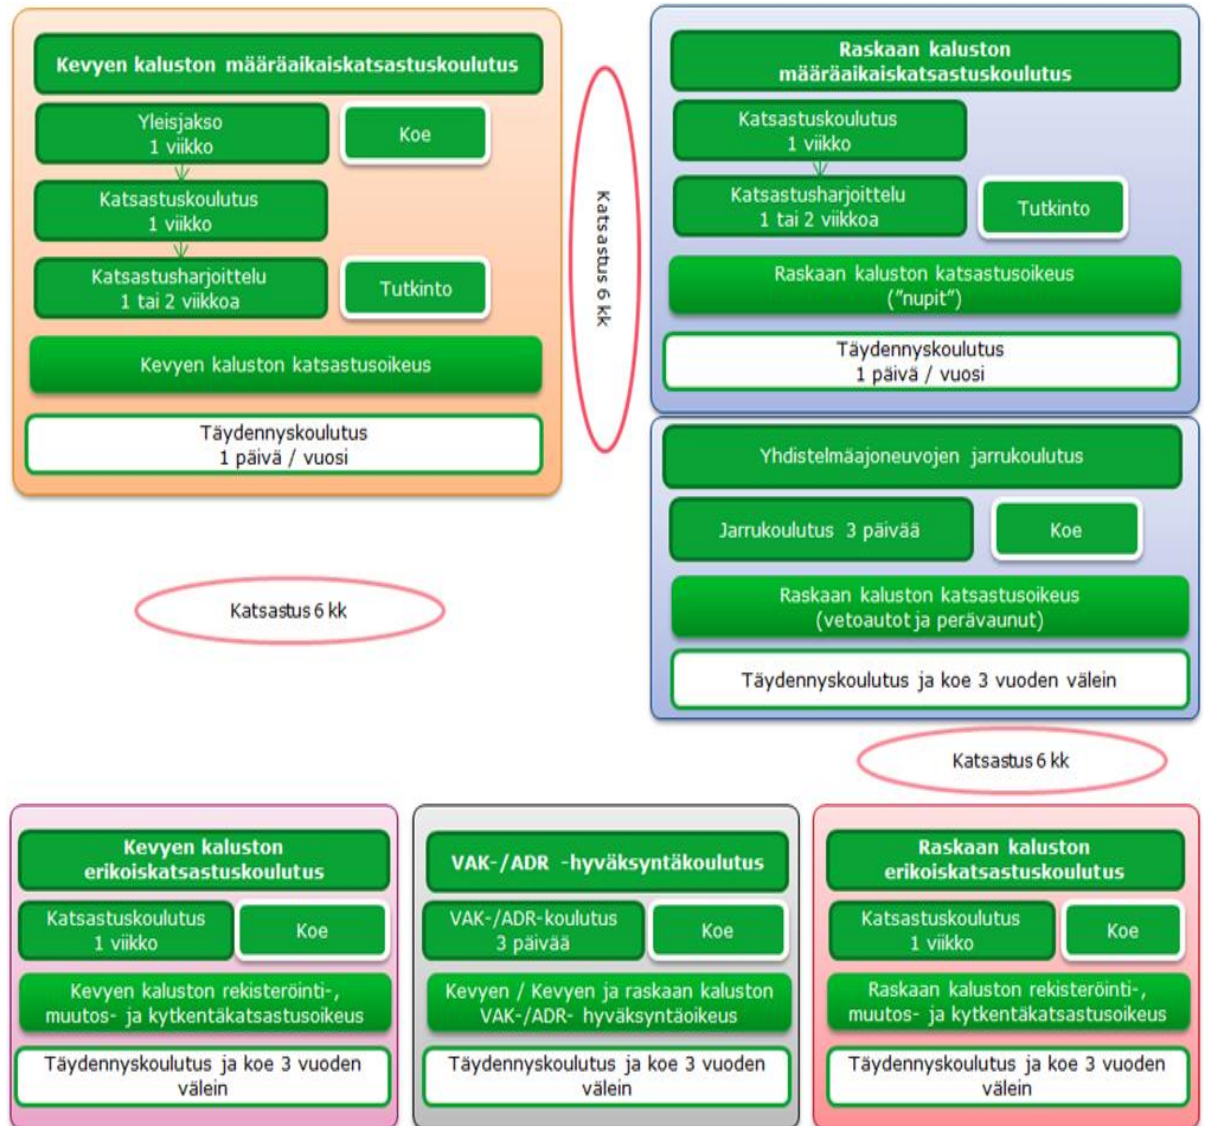 Kevyen kaluston määräaikaiskatsastuskoulutus
Yleisjakso
1 viikko
Koe
Katsastuskoulutus
1 viikko
Katsastusharjoittelu
1 tai 2 viikkoa
Tutkinto
Kevyen kaluston katsastusoikeus
Täydennyskoulutus
1 päivä / vuosi
Katsastus 6 kk
Raskaan kaluston
määräaikaiskatsastuskoulutus
Katsastuskoulutus
1 viikko
Katsastusharjoittelu
1 tai 2 viikkoa
Tutkinto
Raskaan kaluston katsastusoikeus
("nupit")
Täydennyskoulutus
1 päivä / vuosi
Yhdistelmäajoneuvojen jarrukoulutus
Jarrukoulutus 3 päivää
Koe
Raskaan kaluston katsastusoikeus
(vetoautot ja perävaunut)
Täydennyskoulutus ja koe 3 vuoden välein
Katsastus 6 kk
Katsastus 6 kk
Kevyen kaluston
erikoiskatsastuskoulutus
Katsastuskoulutus
1 viikko
Koe
Kevyen kaluston rekisteröinti-,
muutos- ja kytkentäkatsastusoikeus
Täydennyskoulutus ja koe 3 vuoden
välein
VAK-/ADR -hyväksyntäkoulutus
VAK-/ADR-koulutus
3 päivää
Koe
Kevyen / Kevyen ja raskaan kaluston
VAK-/ADR- hyväksyntäoikeus
Täydennyskoulutus ja koe 3 vuoden
välein
Raskaan kaluston
erikoiskatsastuskoulutus
Katsastuskoulutus
1 viikko
Koe
Raskaan kaluston rekisteröinti-,
muutos- ja kytkentäkatsastusoikeus
Täydennyskoulutus ja koe 3 vuoden
välein